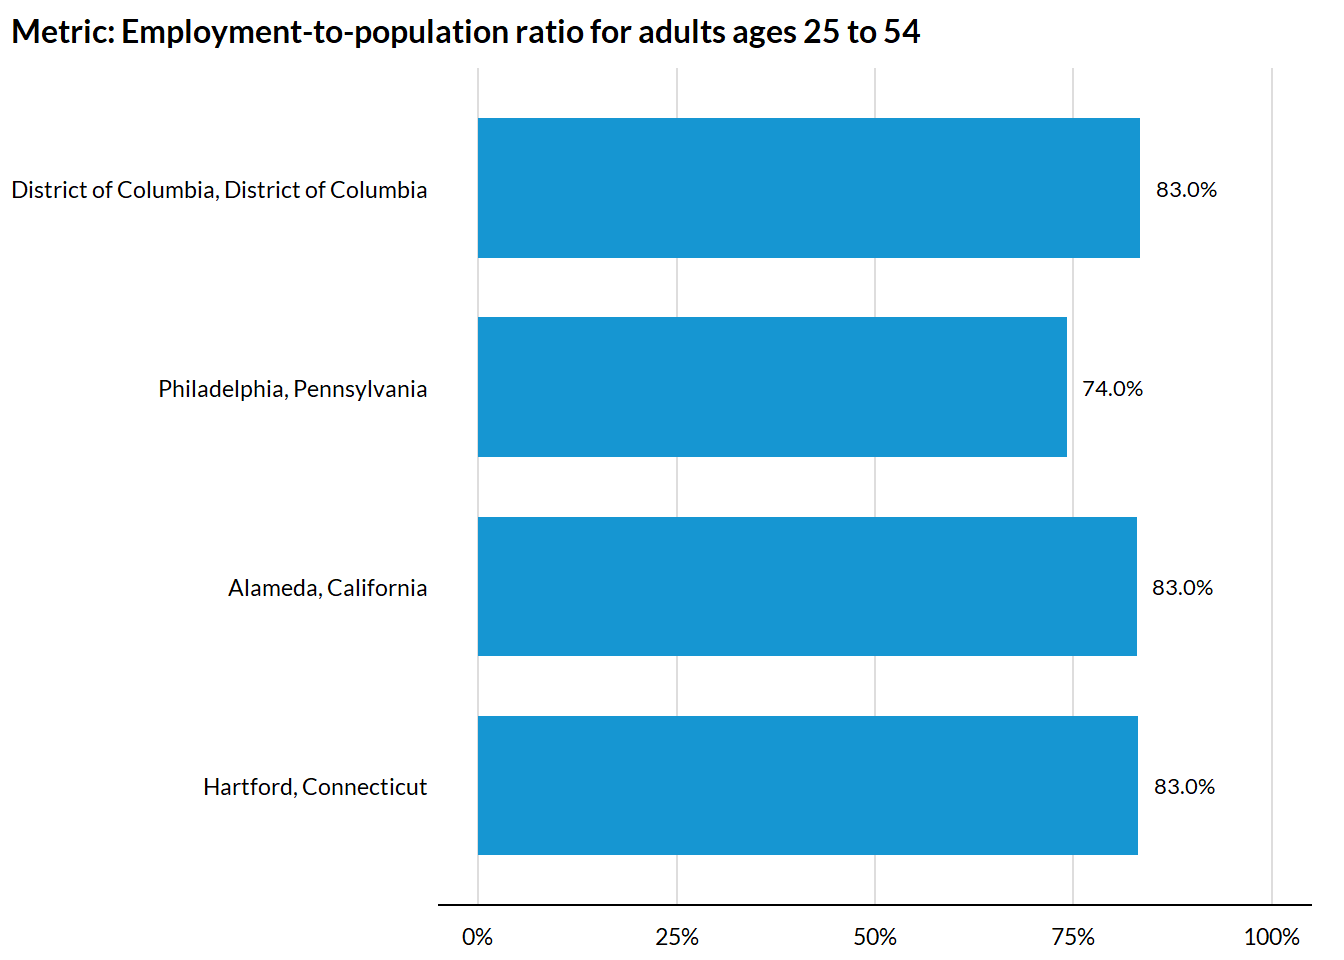 Metric: Employment-to-population ratio for adults ages 25 to 54
District of Columbia, District of Columbia
83.0%
Philadelphia, Pennsylvania
74.0%
Alameda, California
83.0%
Hartford, Connecticut
83.0%
0%
25%
50%
75%
100%